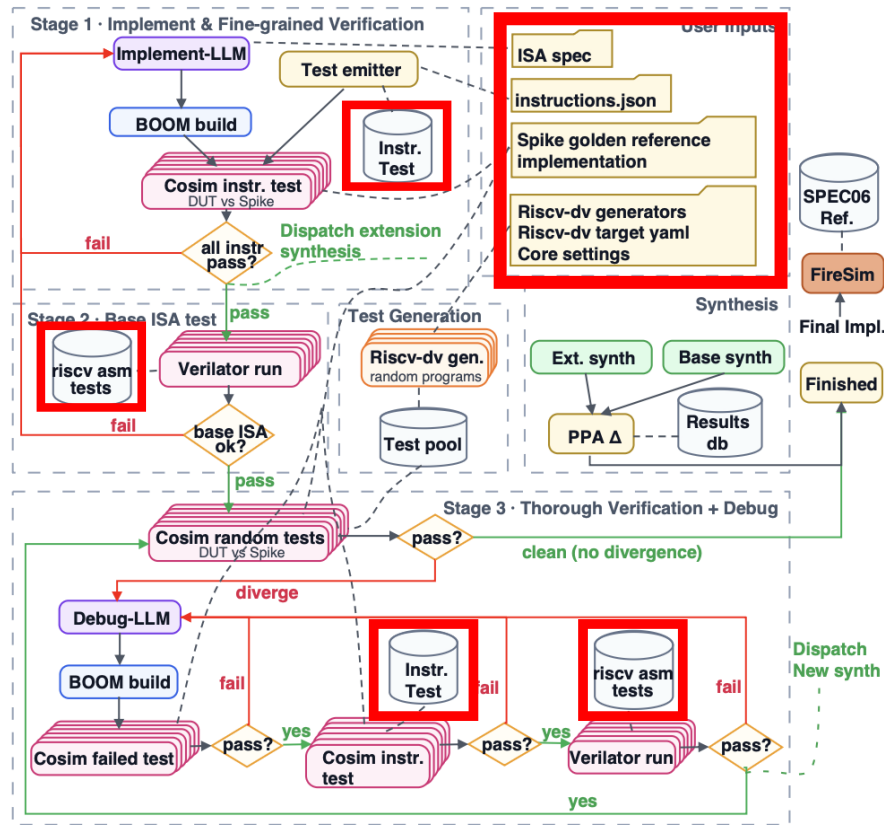 Stage 1 · Implement & Fine-grained Verification
User Inputs
Implement-LLM
Test emitter
ISA spec
instructions.json
BOOM build
Instr.
Test
Spike golden reference
implementation
Cosim instr. test
DUT vs Spike
SPEC06
Ref.
Riscv-dv generators
Riscv-dv target yaml
Core settings
fail
all instr
pass?
Dispatch extension
synthesis
FireSim
pass
Stage 2 · Base ISA test
Test Generation
Synthesis
Final Impl.
riscv asm
tests
Verilator run
Riscv-dv gen.
random programs
Ext. synth
Base synth
Finished
fail
base ISA
ok?
Test pool
PPA Δ
Results
db
pass
Stage 3 · Thorough Verification + Debug
Cosim random tests
DUT vs Spike
pass?
clean (no divergence)
diverge
Debug-LLM
Instr.
Test
riscv asm
tests
Dispatch
New synth
BOOM build
fail
fail
fail
Cosim failed test
pass?
yes
Cosim instr.
test
pass?
yes
Verilator run
pass?
yes